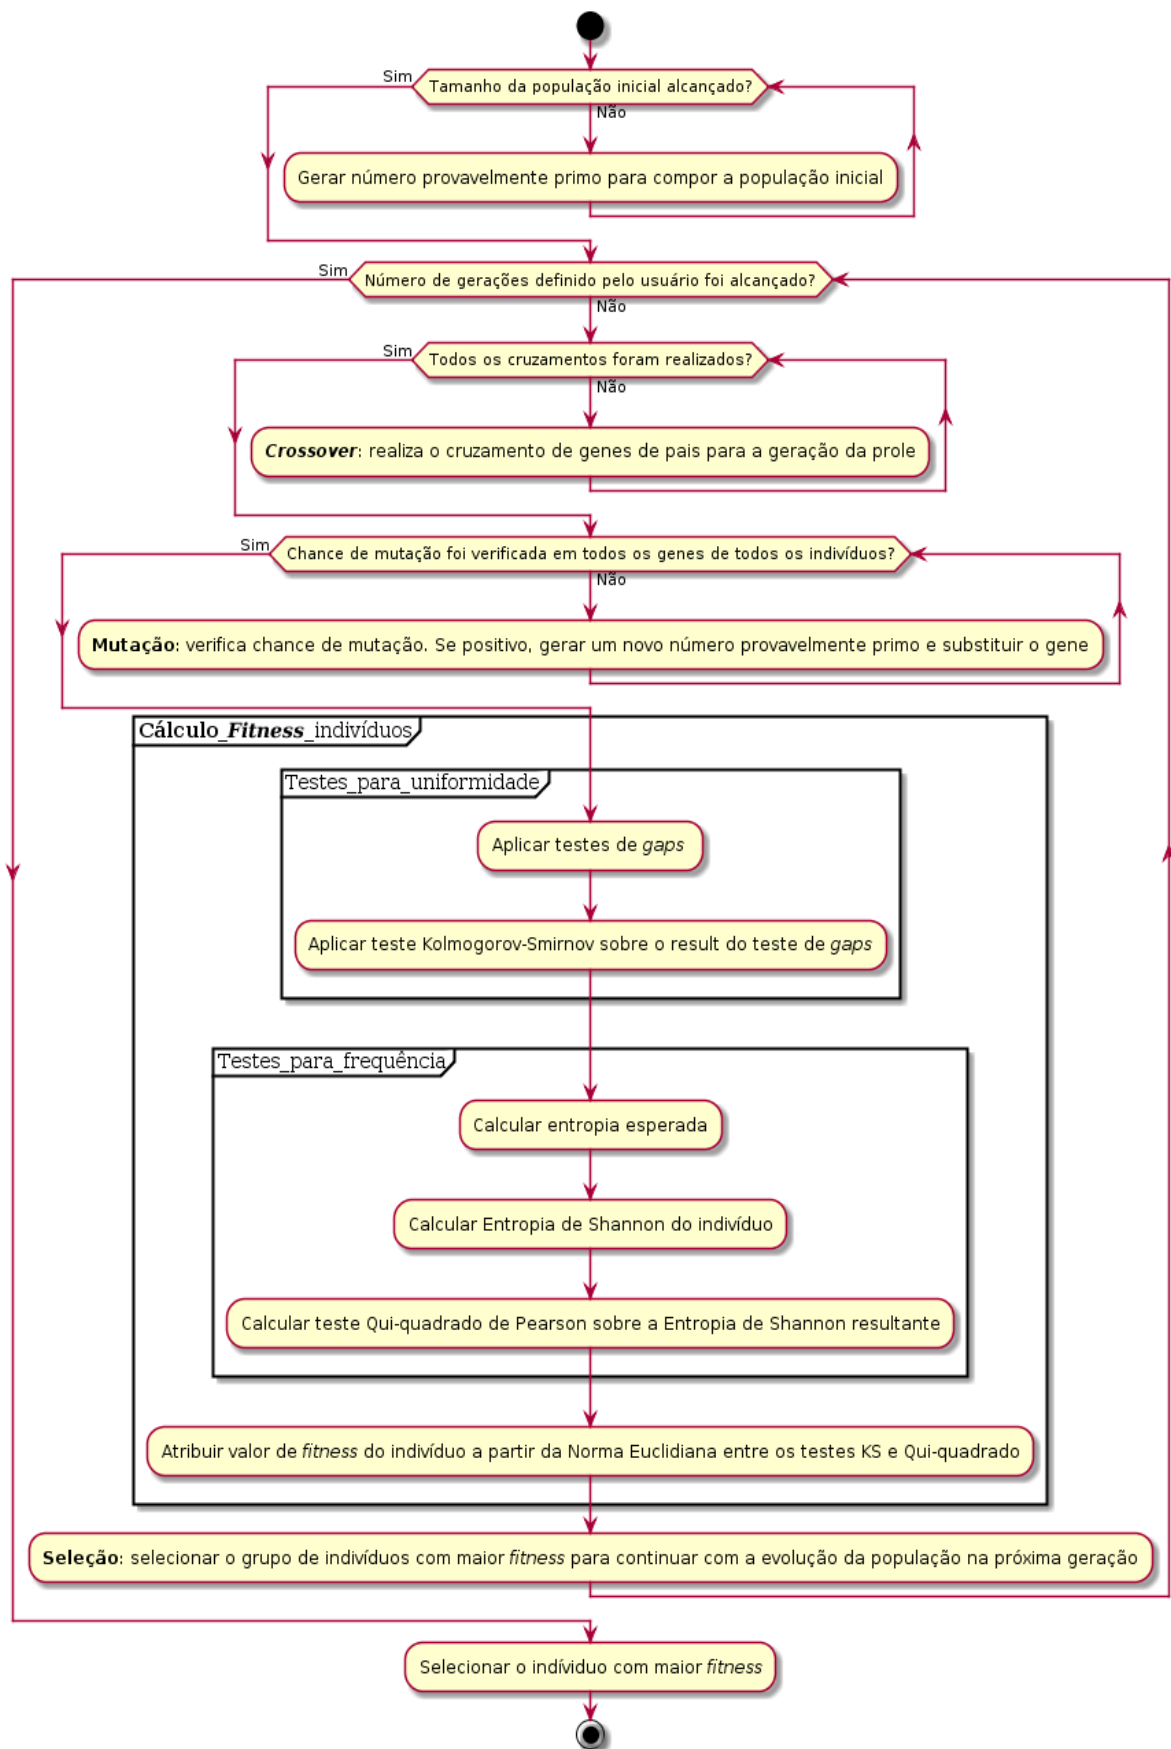 Sim
Tamanho da população inicial alcançado?
Não
Gerar número provavelmente primo para compor a população inicial
Sim
Número de gerações definido pelo usuário foi alcançado?
Não
Sim
Todos os cruzamentos foram realizados?
Não
Crossover: realiza o cruzamento de genes de pais para a geração da prole
Sim
Chance de mutação foi verificada em todos os genes de todos os indivíduos?
Não
Mutação: verifica chance de mutação. Se positivo, gerar um novo número provavelmente primo e substituir o gene
Cálculo_Fitness_indivíduos
Testes_para_uniformidade
Aplicar testes de gaps
Aplicar teste Kolmogorov-Smirnov sobre o result do teste de gaps
Testes_para_frequência
Calcular entropia esperada
Calcular Entropia de Shannon do indivíduo
Calcular teste Qui-quadrado de Pearson sobre a Entropia de Shannon resultante
Atribuir valor de fitness do indivíduo a partir da Norma Euclidiana entre os testes KS e Qui-quadrado
Seleção: selecionar o grupo de indivíduos com maior fitness para continuar com a evolução da população na próxima geração
Selecionar o indíviduo com maior fitness